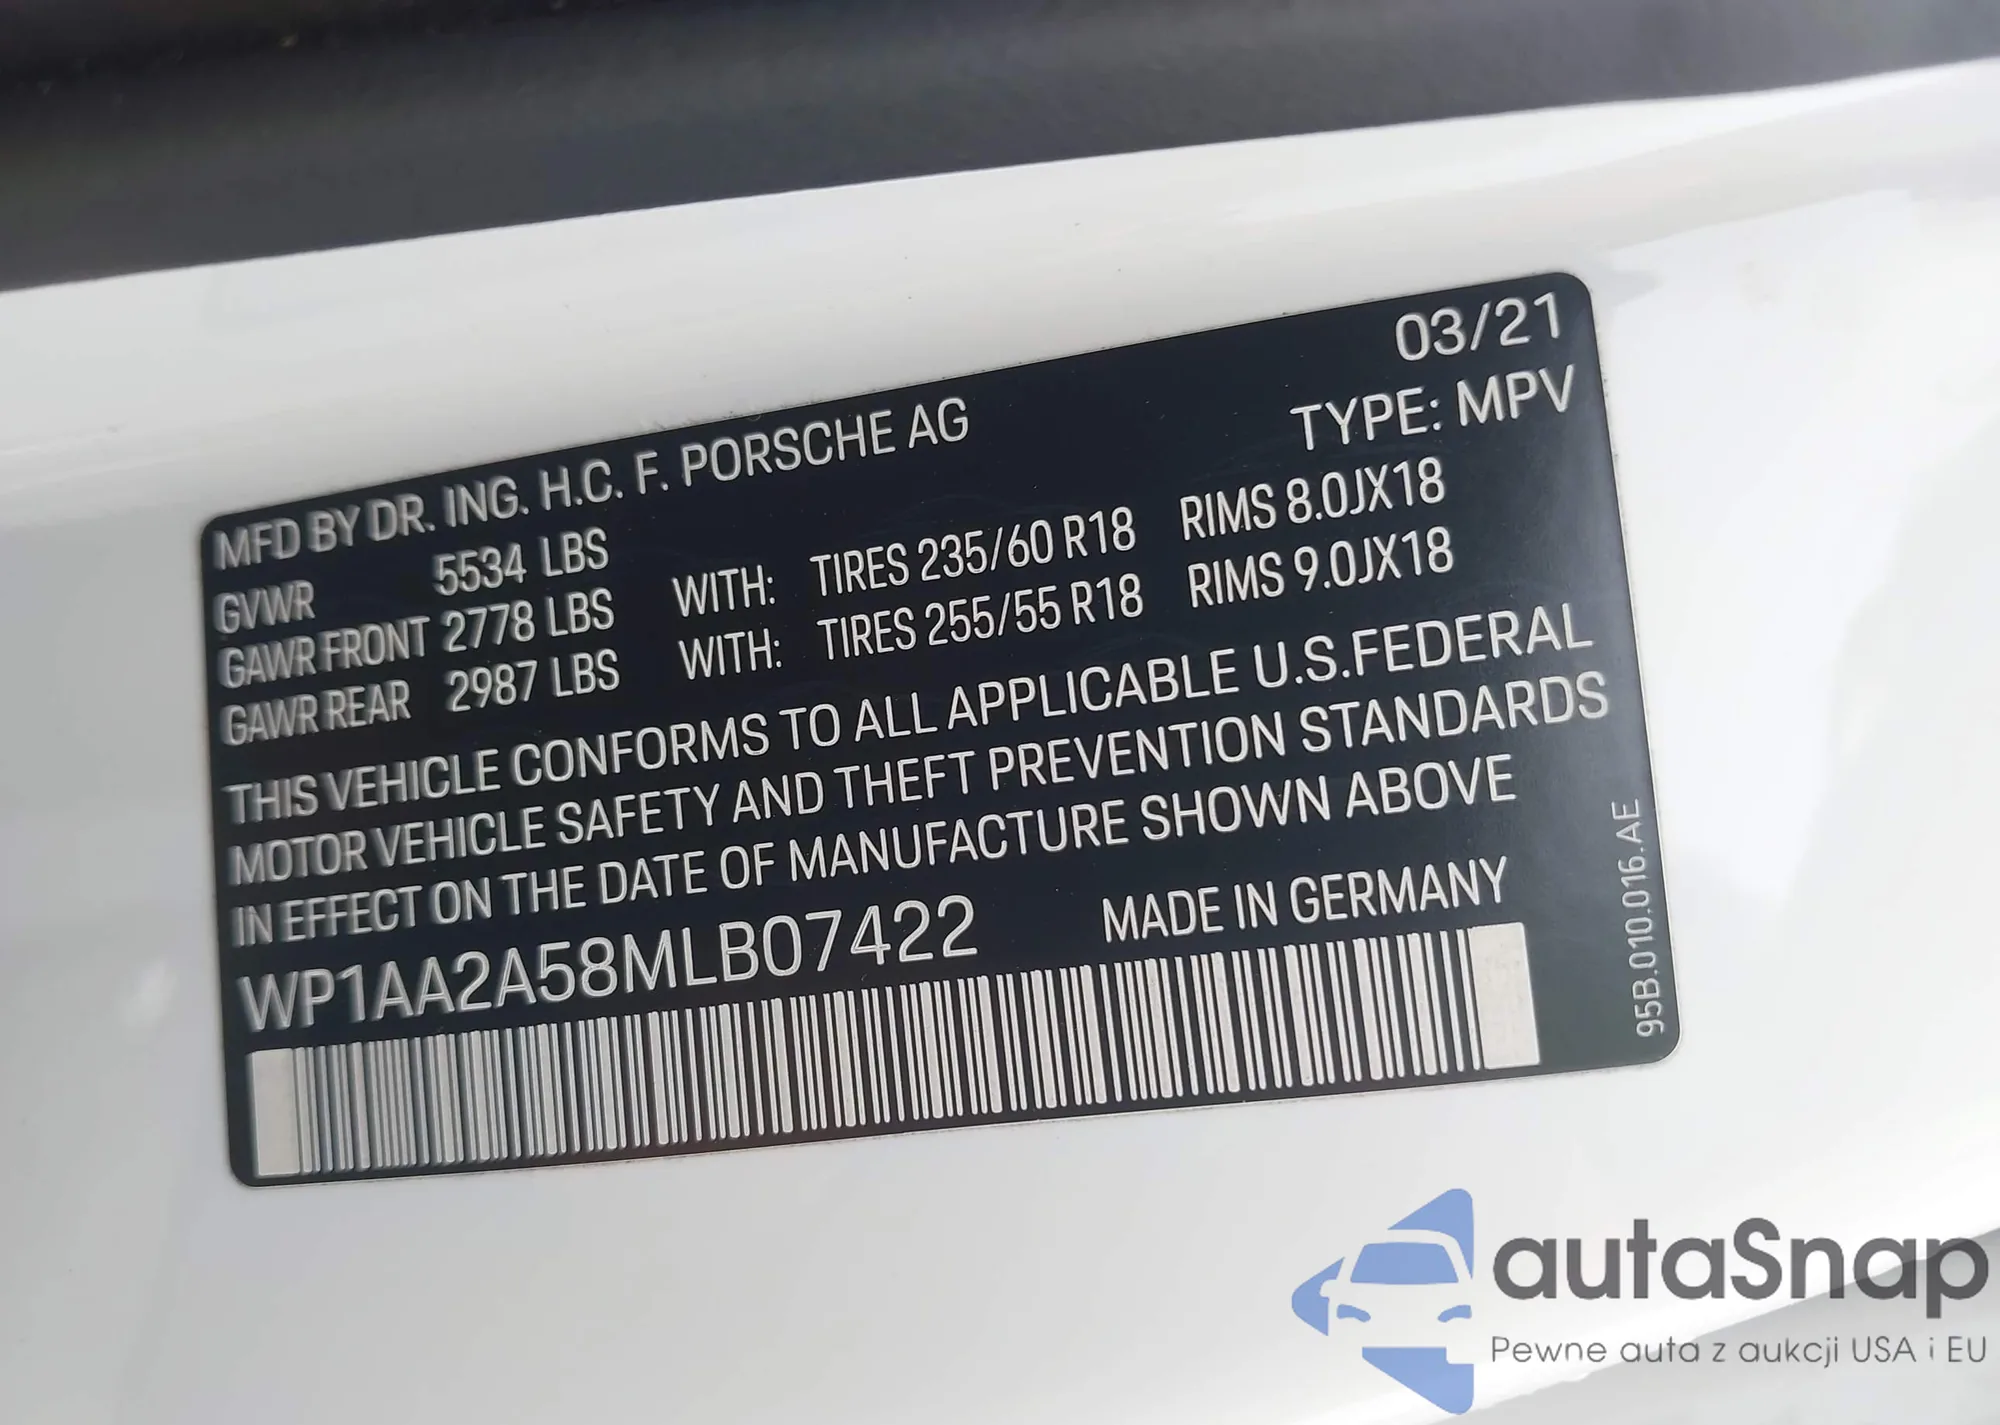 03/21
MFD BY DR. ING. H.C. F. PORSCHE AG TYPE: MPV
GVWR 5534 LBS
GAWR FRONT 2778 LBS WITH: TIRES 235/60 R18 RIMS 8.0JX18
GAWR REAR 2987 LBS WITH: TIRES 255/55 R18 RIMS 9.0JX18
THIS VEHICLE CONFORMS TO ALL APPLICABLE U.S.FEDERAL
MOTOR VEHICLE SAFETY AND THEFT PREVENTION STANDARDS
IN EFFECT ON THE DATE OF MANUFACTURE SHOWN ABOVE
WP1AA2A58MLB07422 MADE IN GERMANY
95B.010.016.AE
autaSnap
Pewne auta z aukcji USA i EU